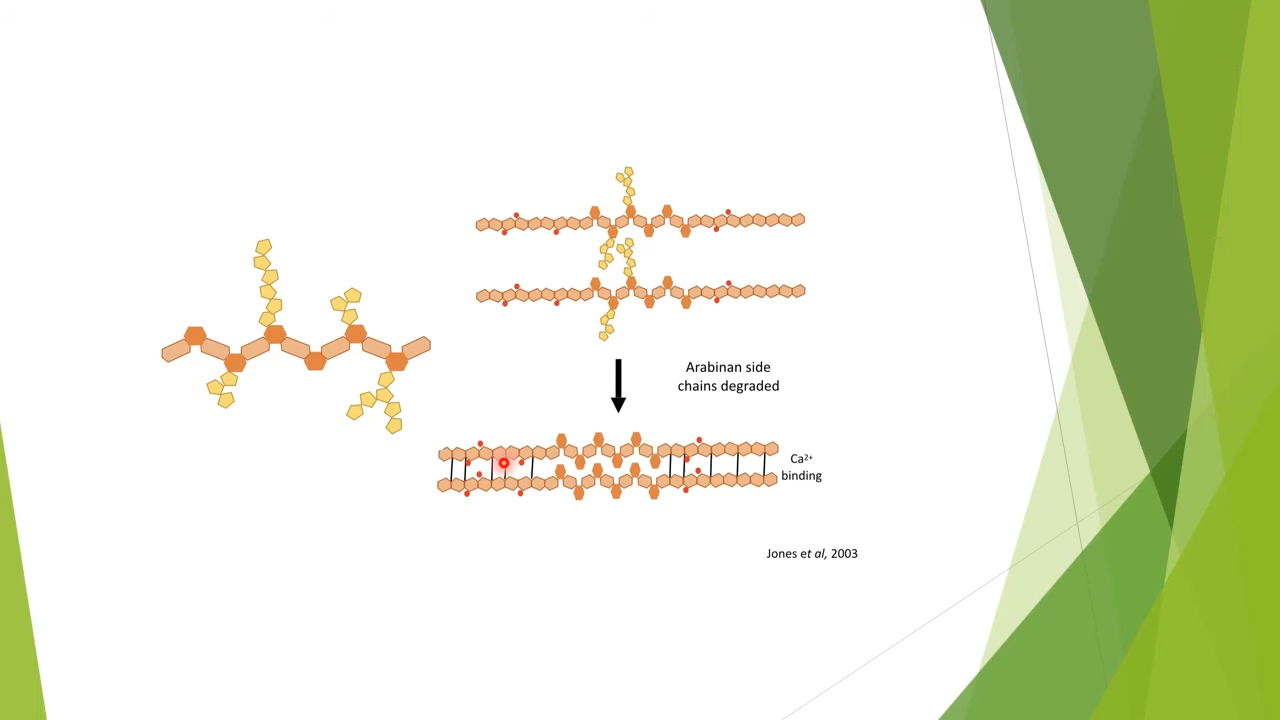 Arabinan side
chains degraded
Ca²⁺
binding
Jones et al, 2003